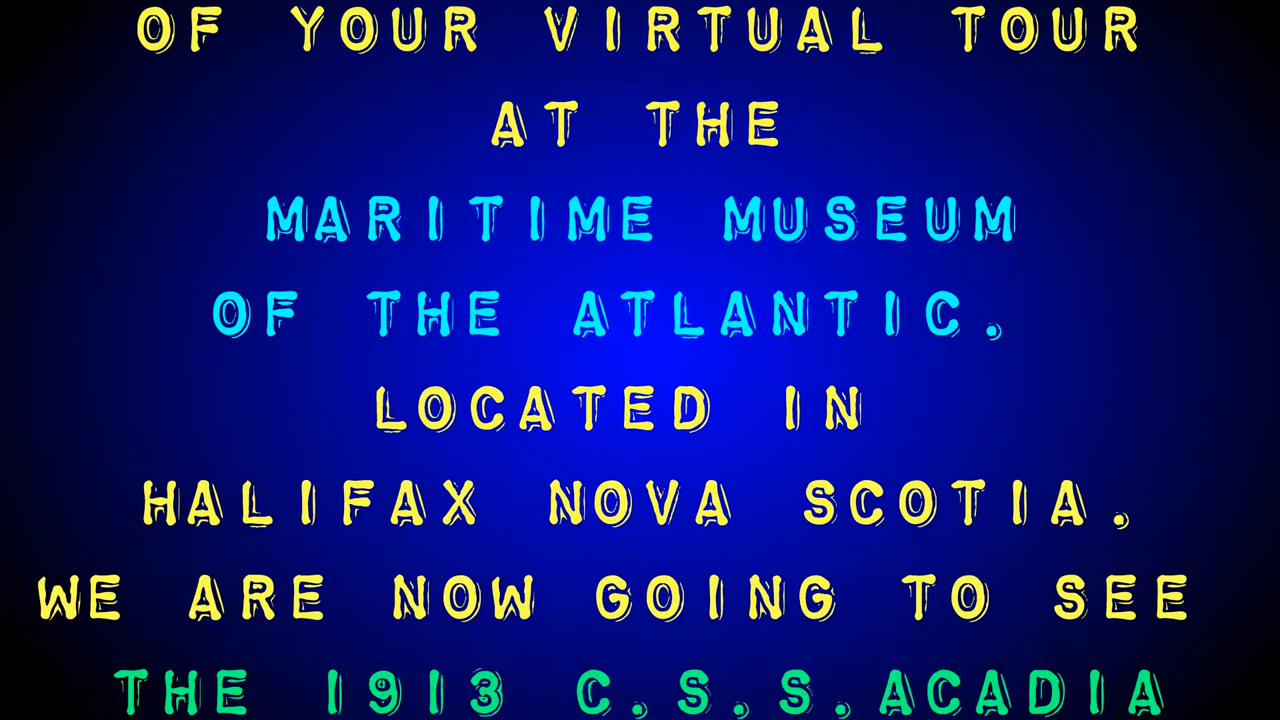 OF YOUR VIRTUAL TOUR
AT THE
MARITIME MUSEUM
OF THE ATLANTIC.
LOCATED IN
HALIFAX NOVA SCOTIA.
WE ARE NOW GOING TO SEE
THE 1913 C.S.S.ACADIA